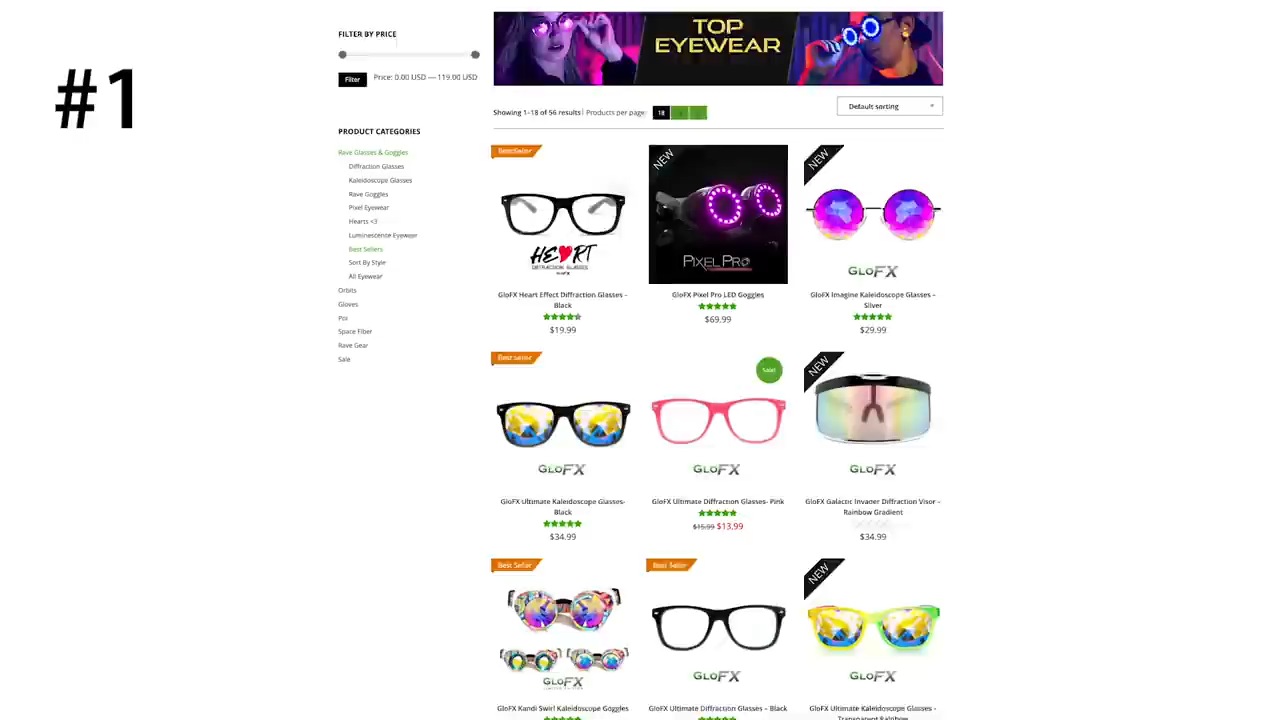 #1
FILTER BY PRICE
Filter
Price: 0.00 USD — 119.00 USD
PRODUCT CATEGORIES
Rave Glasses & Goggles
Diffraction Glasses
Kaleidoscope Glasses
Rave Goggles
Pixel Eyewear
Hearts <3
Luminescence Eyewear
Best Sellers
Sort By Style
All Eyewear
Orbits
Gloves
Poi
Space Fiber
Rave Gear
Sale
TOP
EYEWEAR
Showing 1–18 of 56 results
Products per page:
18
Default sorting
Best Seller
HEART
DIFFRACTION GLASSES
GloFX Heart Effect Diffraction Glasses –
Black
$19.99
NEW
PIXEL PRO
GloFX Pixel Pro LED Goggles
$69.99
NEW
GLOFX
GloFX Imagine Kaleidoscope Glasses –
Silver
$29.99
Best Seller
GLOFX
GloFX Ultimate Kaleidoscope Glasses-
Black
$34.99
Sale!
GLOFX
GloFX Ultimate Diffraction Glasses- Pink
$15.99 $13.99
NEW
GLOFX
GloFX Galactic Invader Diffraction Visor –
Rainbow Gradient
$34.99
Best Seller
GLOFX
LIMITED EDITION
GloFX Kandi Swirl Kaleidoscope Goggles
Best Seller
GLOFX
GloFX Ultimate Diffraction Glasses – Black
NEW
GLOFX
GloFX Ultimate Kaleidoscope Glasses -
Transparent Rainbow